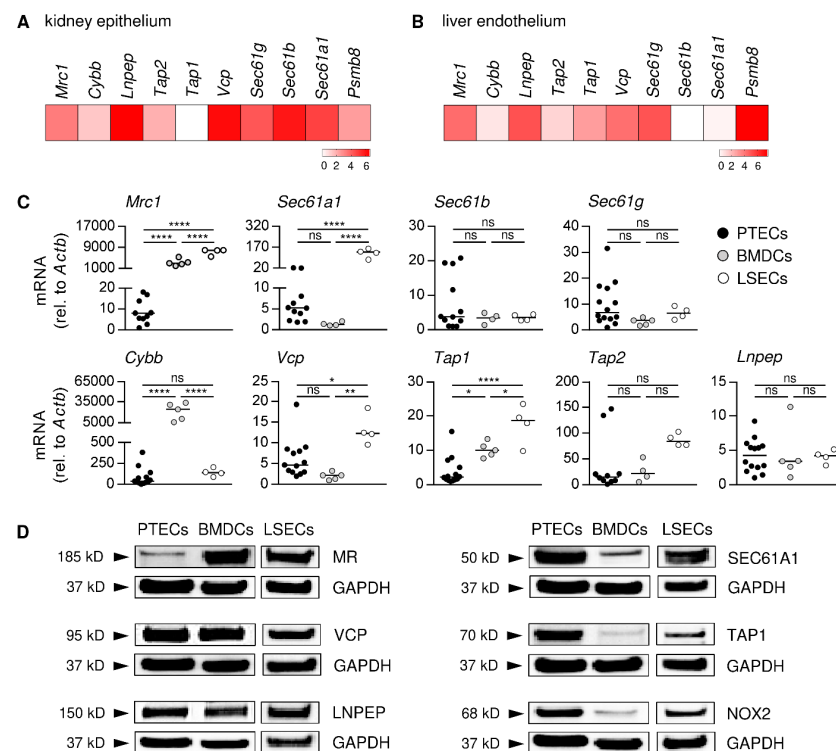 A kidney epithelium
Mrc1 Cybb Lnpep Tap2 Tap1 Vcp Sec61g Sec61b Sec61a1 Psmb8
0 2 4 6
B liver endothelium
Mrc1 Cybb Lnpep Tap2 Tap1 Vcp Sec61g Sec61b Sec61a1 Psmb8
0 2 4 6
C
mRNA
(rel. to Actb)
Mrc1
17000
9000
1000
20
10
0
****
**** ****
Sec61a1
320
170
20
10
5
0
****
ns ****
Sec61b
30
20
10
0
ns
ns ns
Sec61g
40
30
20
10
0
ns
ns ns
PTECs
BMDCs
LSECs
mRNA
(rel. to Actb)
Cybb
65000
35000
5000
500
250
0
ns
**** ****
Vcp
25
20
15
10
5
0
*
ns **
Tap1
30
20
10
0
****
* *
Tap2
200
150
100
50
0
ns
ns ns
Lnpep
15
10
5
0
ns
ns ns
D
PTECs BMDCs LSECs
185 kD MR
37 kD GAPDH
95 kD VCP
37 kD GAPDH
150 kD LNPEP
37 kD GAPDH
PTECs BMDCs LSECs
50 kD SEC61A1
37 kD GAPDH
70 kD TAP1
37 kD GAPDH
68 kD NOX2
37 kD GAPDH